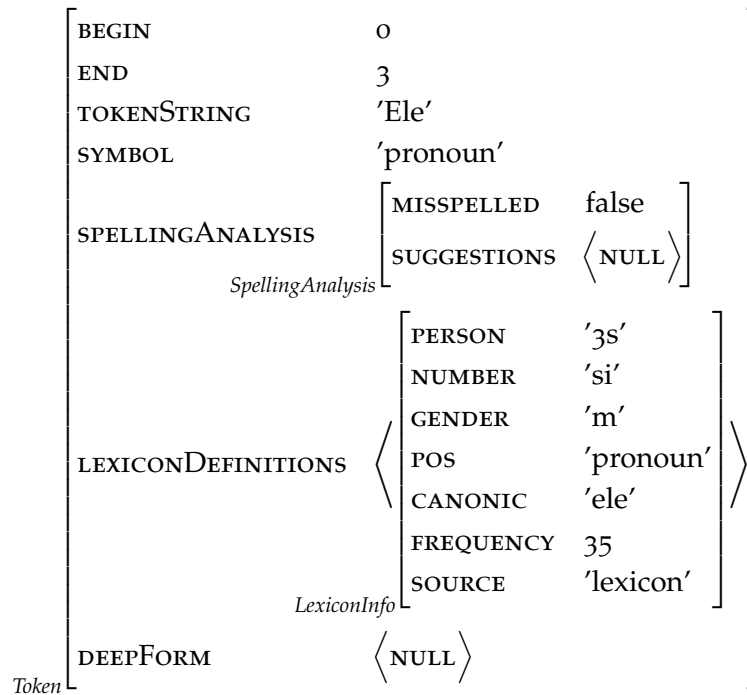 BEGIN 0
END 3
TOKENSTRING 'Ele'
SYMBOL 'pronoun'
SPELLINGANALYSIS
MISSPELLED false
SUGGESTIONS ⟨NULL⟩
SpellingAnalysis
PERSON '3s'
NUMBER 'si'
GENDER 'm'
LEXICONDEFINITIONS
POS 'pronoun'
CANONIC 'ele'
FREQUENCY 35
SOURCE 'lexicon'
LexiconInfo
DEEPFORM ⟨NULL⟩
Token